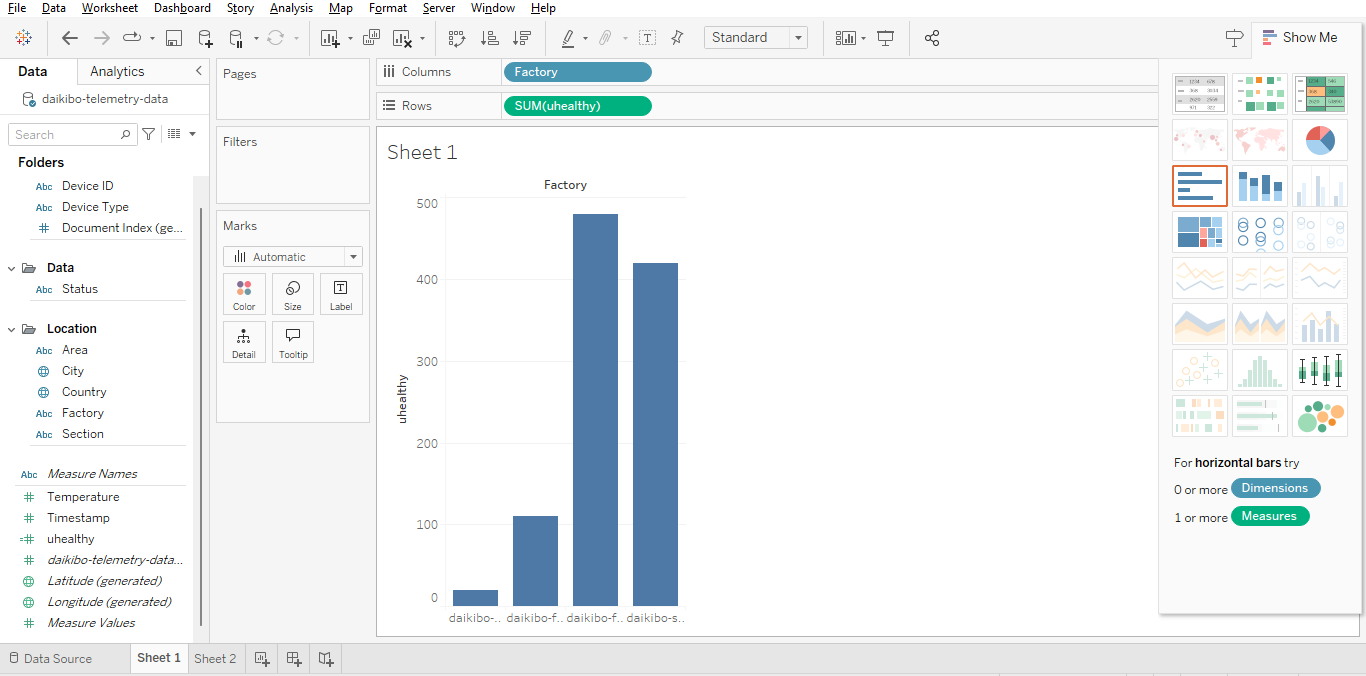 File Data Worksheet Dashboard Story Analysis Map Format Server Window Help
Standard
Show Me
Data Analytics
daikibo-telemetry-data
Search
Folders
Abc Device ID
Abc Device Type
# Document Index (ge...
Data
Abc Status
Location
Abc Area
City
Country
Abc Factory
Abc Section
Abc Measure Names
# Temperature
# Timestamp
=# uhealthy
# daikibo-telemetry-data...
Latitude (generated)
Longitude (generated)
# Measure Values
Pages
Filters
Marks
Automatic
Color Size Label
Detail Tooltip
Columns Factory
Rows SUM(uhealthy)
Sheet 1
Factory
500
400
300
200
100
0
uhealthy
daikibo-.. daikibo-f.. daikibo-f.. daikibo-s..
For horizontal bars try
0 or more Dimensions
1 or more Measures
Data Source Sheet 1 Sheet 2